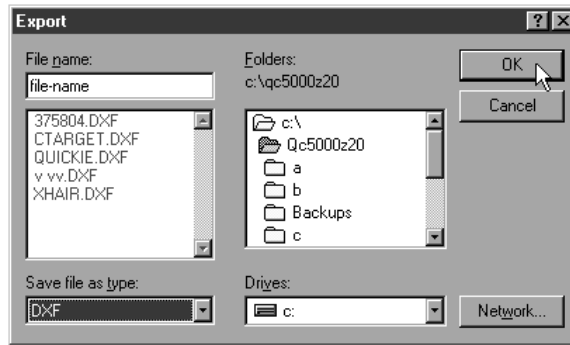 Export
File name:
file-name
375804.DXF
CTARGET.DXF
QUICKIE.DXF
v vv.DXF
XHAIR.DXF
Save file as type:
DXF
Folders:
c:\qc5000z20
c:\
Qc5000z20
a
b
Backups
c
Drives:
c:
OK
Cancel
Network...